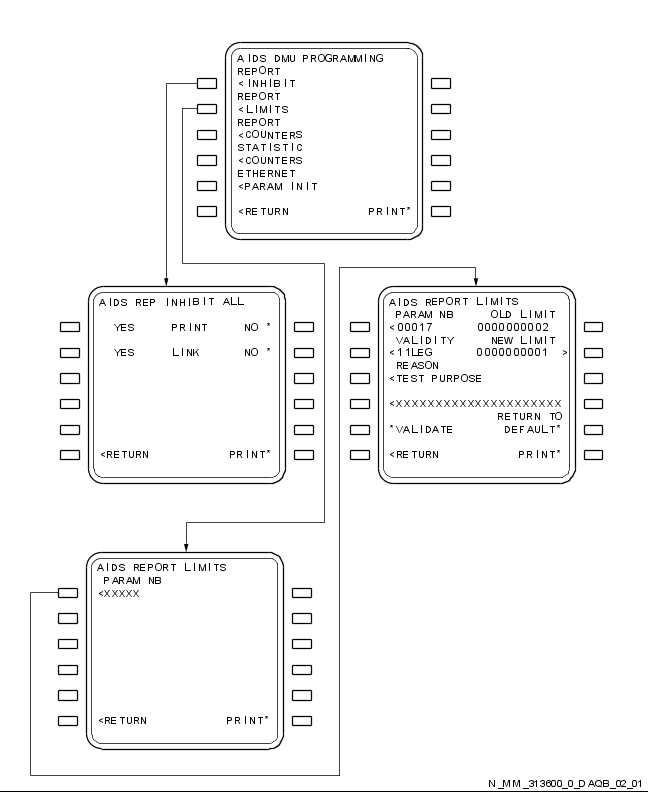 AIDS DMU PROGRAMMING
REPORT
<INHIBIT
REPORT
<LIMITS
REPORT
<COUNTERS
STATISTIC
<COUNTERS
ETHERNET
<PARAM INIT
<RETURN PRINT*
AIDS REP INHIBIT ALL
YES PRINT NO *
YES LINK NO *
<RETURN PRINT*
AIDS REPORT LIMITS
PARAM NB OLD LIMIT
<00017 0000000002
VALIDITY NEW LIMIT
<11LEG 0000000001 >
REASON
<TEST PURPOSE
<XXXXXXXXXXXXXXXXXXXXX
RETURN TO
*VALIDATE DEFAULT*
<RETURN PRINT*
AIDS REPORT LIMITS
PARAM NB
<XXXXX
<RETURN PRINT*
N_MM_313600_0_DAQB_02_01